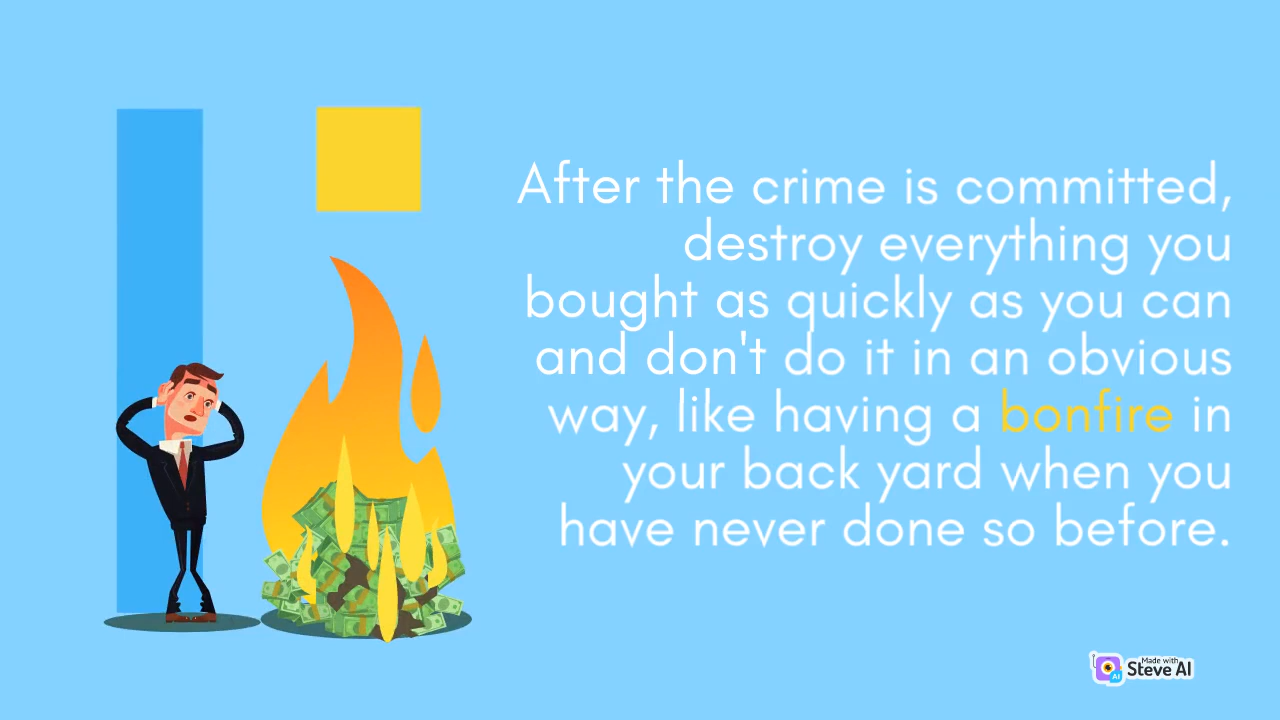 After the crime is committed,
destroy everything you
bought as quickly as you can
and don't do it in an obvious
way, like having a bonfire in
your back yard when you
have never done so before.
Made with
Steve AI
AI